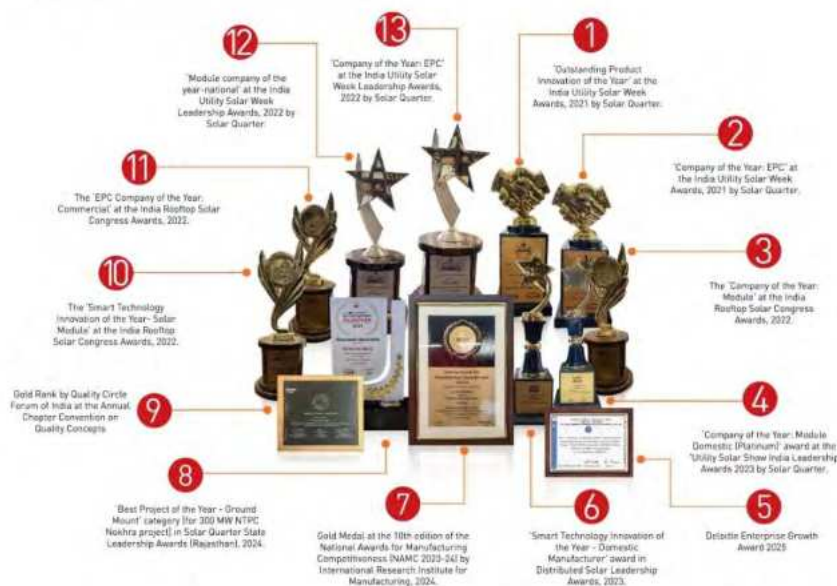 1
'Outstanding Product
Innovation of the Year' at the
India Utility Solar Week
Awards, 2021 by Solar Quarter.
2
'Company of the Year: EPC' at
the India Utility Solar Week
Awards, 2021 by Solar Quarter.
3
The 'Company of the Year:
Module' at the India
Rooftop Solar Congress
Awards, 2022.
4
'Company of the Year: Module
Domestic (Platinum)' award at the
'Utility Solar Show India Leadership
Awards 2023 by Solar Quarter.
5
Deloitte Enterprise Growth
Award 2025
6
'Smart Technology Innovation of
the Year - Domestic
Manufacturer' award in
Distributed Solar Leadership
Awards, 2023.
7
Gold Medal at the 10th edition of the
National Awards for Manufacturing
Competitiveness (NAMC 2023-24) by
International Research Institute for
Manufacturing, 2024.
8
'Best Project of the Year - Ground
Mount' category (for 300 MW NTPC
Nokhra project) in Solar Quarter State
Leadership Awards (Rajasthan), 2024.
9
Gold Rank by Quality Circle
Forum of India at the Annual
Chapter Convention on
Quality Concepts
10
The 'Smart Technology
Innovation of the Year- Solar
Module' at the India Rooftop
Solar Congress Awards, 2022.
11
The 'EPC Company of the Year:
Commercial' at the India Rooftop Solar
Congress Awards, 2022.
12
'Module company of the
year-national' at the India
Utility Solar Week
Leadership Awards, 2022 by
Solar Quarter.
13
'Company of the Year: EPC'
at the India Utility Solar
Week Leadership Awards,
2022 by Solar Quarter.